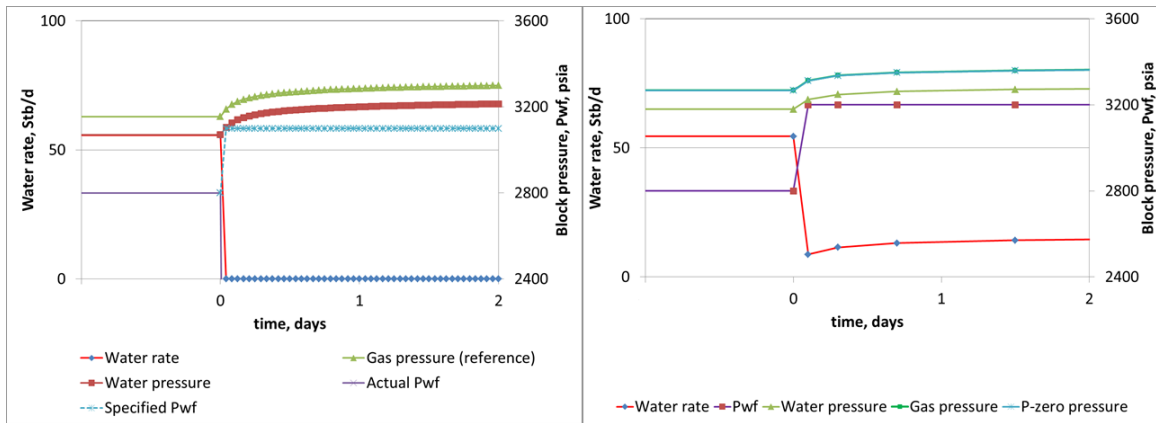 100
50
0
Water rate, Stb/d
3600
3200
2800
2400
Block pressure, Pwf, psia
0 1 2
time, days
Water rate
Gas pressure (reference)
Water pressure
Actual Pwf
Specified Pwf
100
50
0
Water rate, Stb/d
3600
3200
2800
2400
Block pressure, Pwf, psia
0 1 2
time, days
Water rate Pwf Water pressure Gas pressure P-zero pressure